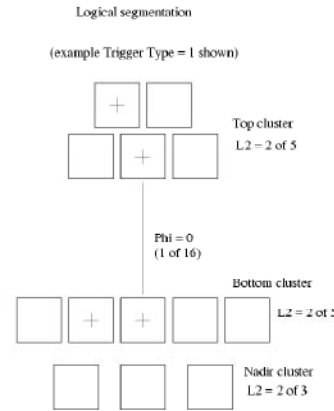 Logical segmentation
(example Trigger Type = 1 shown)
Top cluster
L2 = 2 of 5
Phi = 0
(1 of 16)
Bottom cluster
L2 = 2 of 5
Nadir cluster
L2 = 2 of 3